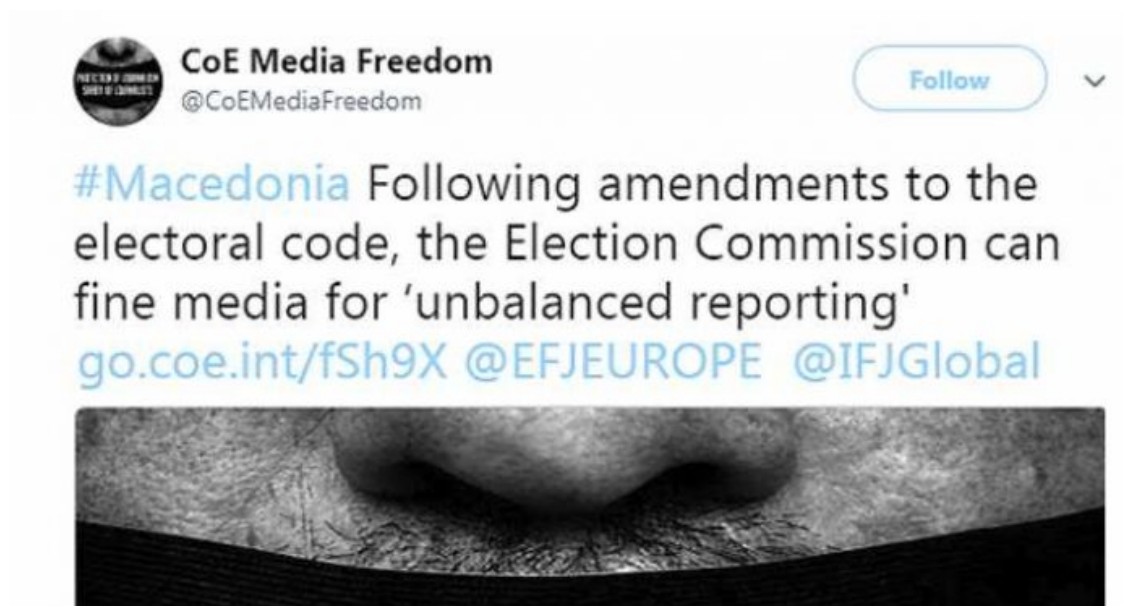 CoE Media Freedom
@CoEMediaFreedom
Follow
#Macedonia Following amendments to the
electoral code, the Election Commission can
fine media for ‘unbalanced reporting'
go.coe.int/fSh9X @EFJEUROPE @IFJGlobal